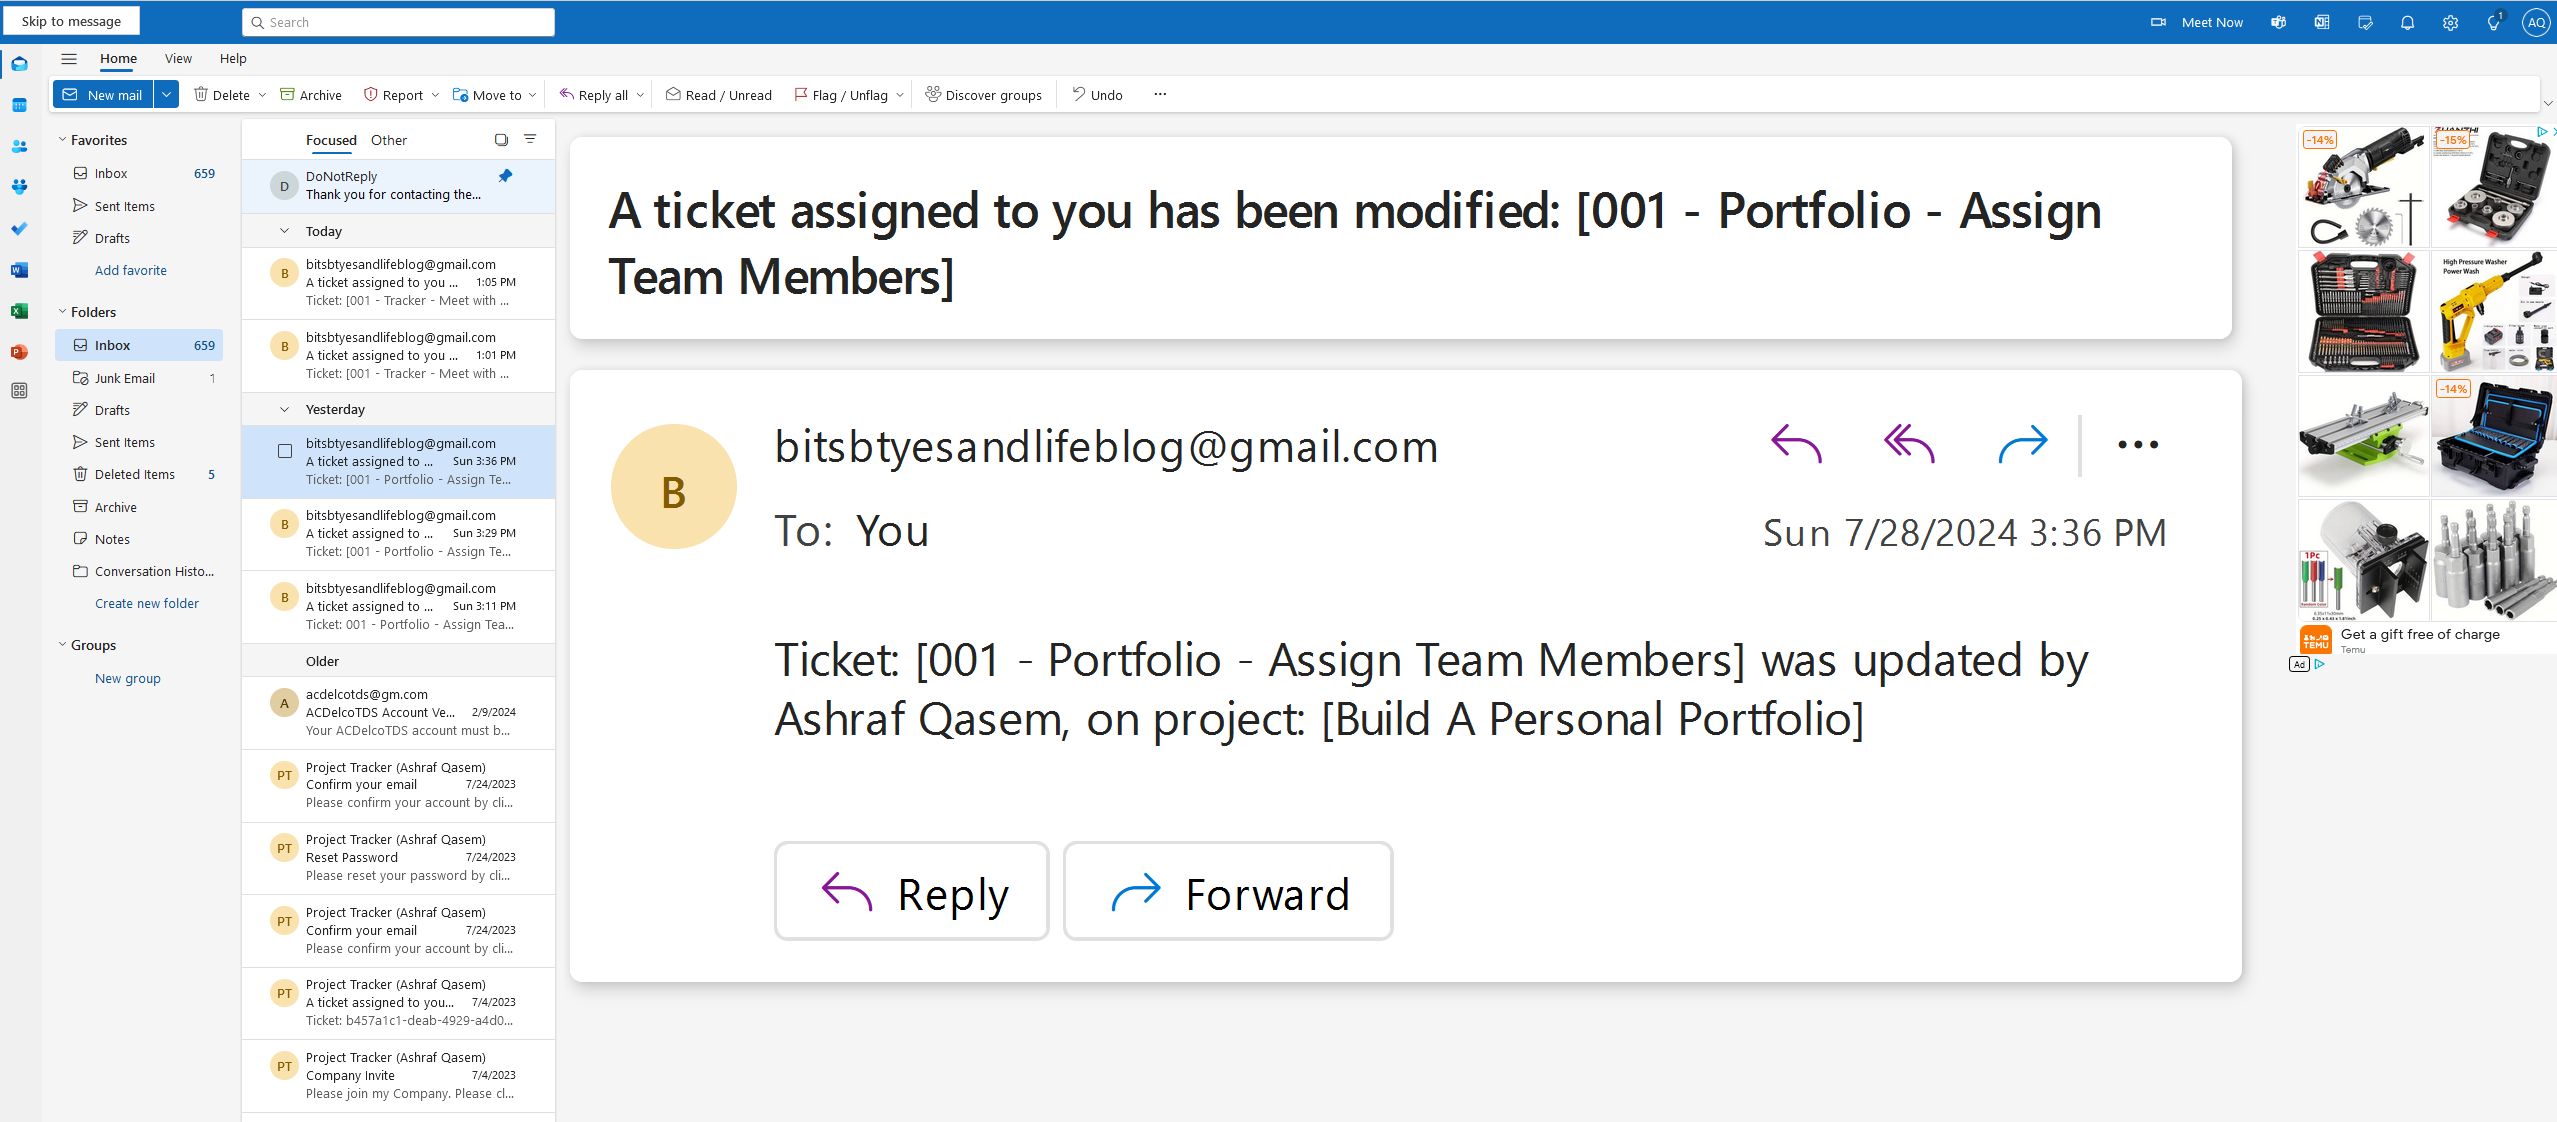 Skip to message
Search
Meet Now
1
AQ
Home View Help
New mail Delete Archive Report Move to Reply all Read / Unread Flag / Unflag Discover groups Undo ...
Favorites
Inbox 659
Sent Items
Drafts
Add favorite
Folders
Inbox 659
Junk Email 1
Drafts
Sent Items
Deleted Items 5
Archive
Notes
Conversation Histo...
Create new folder
Groups
New group
Focused Other
D
DoNotReply
Thank you for contacting the...
Today
B
bitsbtyesandlifeblog@gmail.com
A ticket assigned to you ... 1:05 PM
Ticket: [001 - Tracker - Meet with ...
B
bitsbtyesandlifeblog@gmail.com
A ticket assigned to you ... 1:01 PM
Ticket: [001 - Tracker - Meet with ...
Yesterday
bitsbtyesandlifeblog@gmail.com
A ticket assigned to ... Sun 3:36 PM
Ticket: [001 - Portfolio - Assign Te...
B
bitsbtyesandlifeblog@gmail.com
A ticket assigned to ... Sun 3:29 PM
Ticket: [001 - Portfolio - Assign Te...
B
bitsbtyesandlifeblog@gmail.com
A ticket assigned to ... Sun 3:11 PM
Ticket: 001 - Portfolio - Assign Tea...
Older
A
acdelcotds@gm.com
ACDelcoTDS Account Ve... 2/9/2024
Your ACDelcoTDS account must b...
PT
Project Tracker (Ashraf Qasem)
Confirm your email 7/24/2023
Please confirm your account by cli...
PT
Project Tracker (Ashraf Qasem)
Reset Password 7/24/2023
Please reset your password by cli...
PT
Project Tracker (Ashraf Qasem)
Confirm your email 7/24/2023
Please confirm your account by cli...
PT
Project Tracker (Ashraf Qasem)
A ticket assigned to you... 7/4/2023
Ticket: b457a1c1-deab-4929-a4d0...
PT
Project Tracker (Ashraf Qasem)
Company Invite 7/4/2023
Please join my Company. Please cl...
A ticket assigned to you has been modified: [001 - Portfolio - Assign
Team Members]
B
bitsbtyesandlifeblog@gmail.com
To: You
Sun 7/28/2024 3:36 PM
Ticket: [001 - Portfolio - Assign Team Members] was updated by
Ashraf Qasem, on project: [Build A Personal Portfolio]
Reply
Forward
-14%
-15%
High Pressure Washer
Power Wash
-14%
1Pc
TEMU
Get a gift free of charge
Temu
Ad